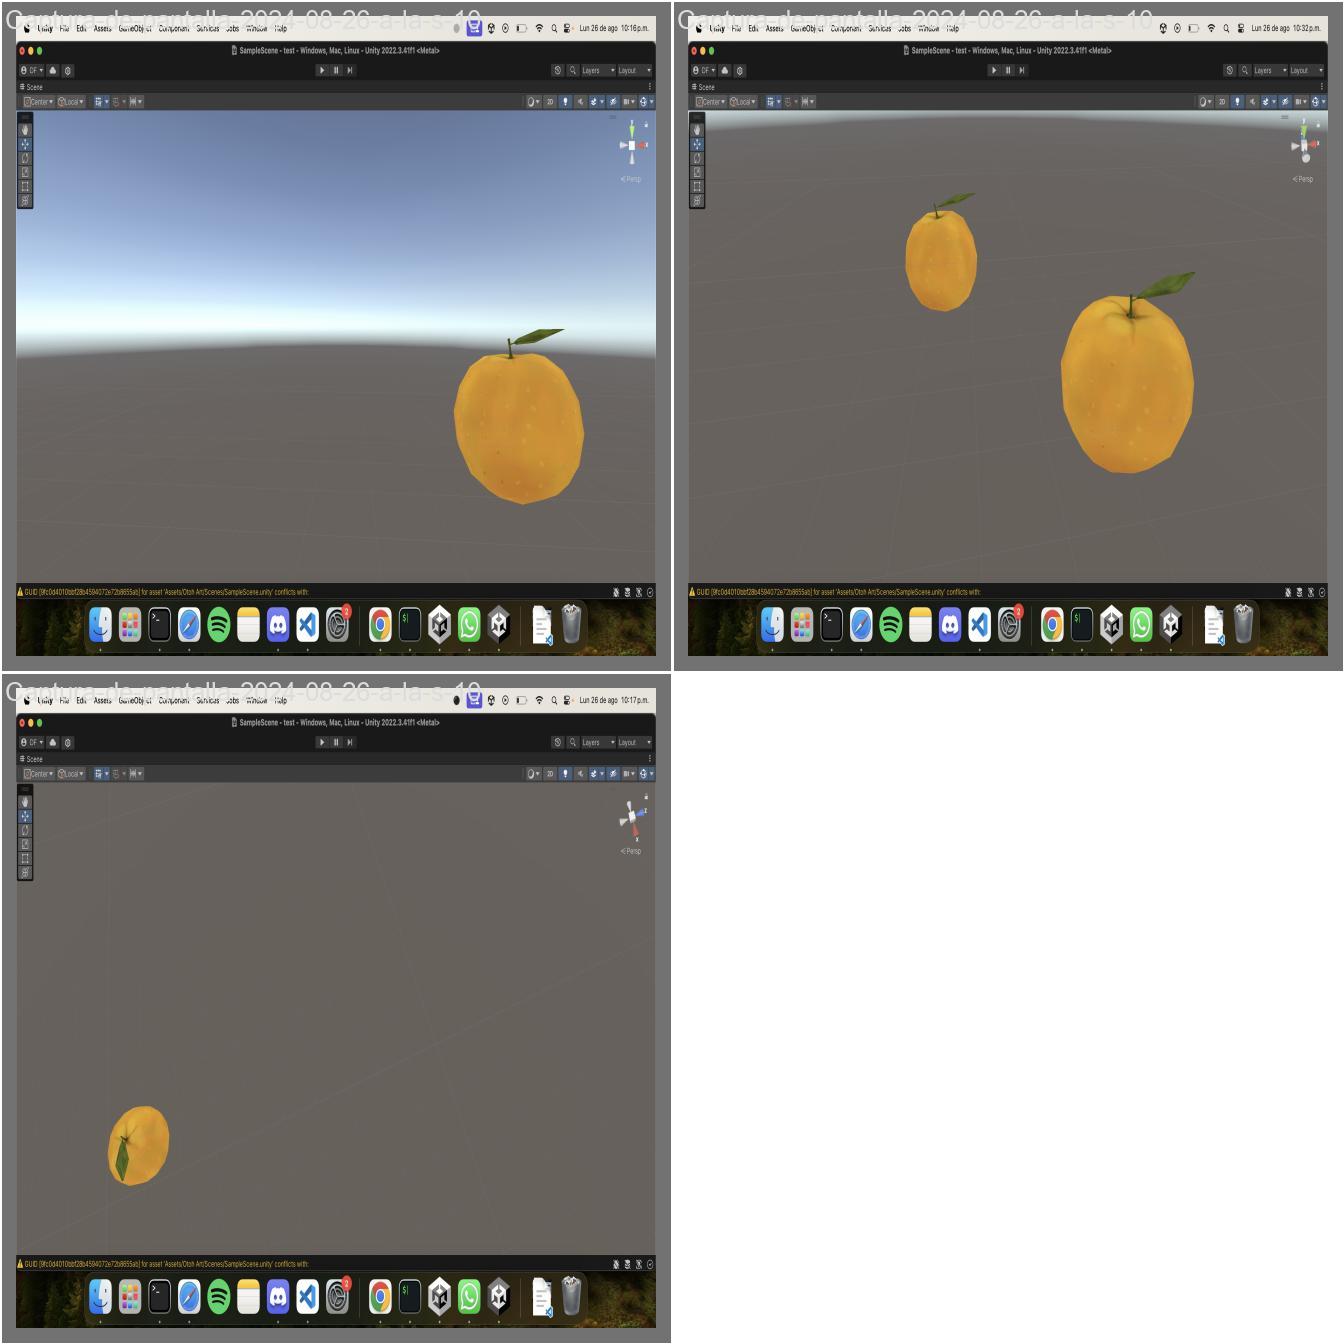 Captura-de-pantalla-2024-08-26-a-la-s-10
Unity File Edit Assets GameObject Component Services Jobs Window Help
Lun 26 de ago 10:16 p.m.
SampleScene - test - Windows, Mac, Linux - Unity 2022.3.41f1 <Metal>
DF
Layers
Layout
Scene
Center
Local
2D
y
x
Persp
GUID [9fc0d4010bbf28b4594072e72b8655ab] for asset 'Assets/Otoh Art/Scenes/SampleScene.unity' conflicts with:
2
Captura-de-pantalla-2024-08-26-a-la-s-10
Unity File Edit Assets GameObject Component Services Jobs Window Help
Lun 26 de ago 10:32 p.m.
SampleScene - test - Windows, Mac, Linux - Unity 2022.3.41f1 <Metal>
DF
Layers
Layout
Scene
Center
Local
2D
y
x
Persp
GUID [9fc0d4010bbf28b4594072e72b8655ab] for asset 'Assets/Otoh Art/Scenes/SampleScene.unity' conflicts with:
2
Captura-de-pantalla-2024-08-26-a-la-s-10
Unity File Edit Assets GameObject Component Services Jobs Window Help
Lun 26 de ago 10:17 p.m.
SampleScene - test - Windows, Mac, Linux - Unity 2022.3.41f1 <Metal>
DF
Layers
Layout
Scene
Center
Local
2D
z
x
Persp
GUID [9fc0d4010bbf28b4594072e72b8655ab] for asset 'Assets/Otoh Art/Scenes/SampleScene.unity' conflicts with:
2